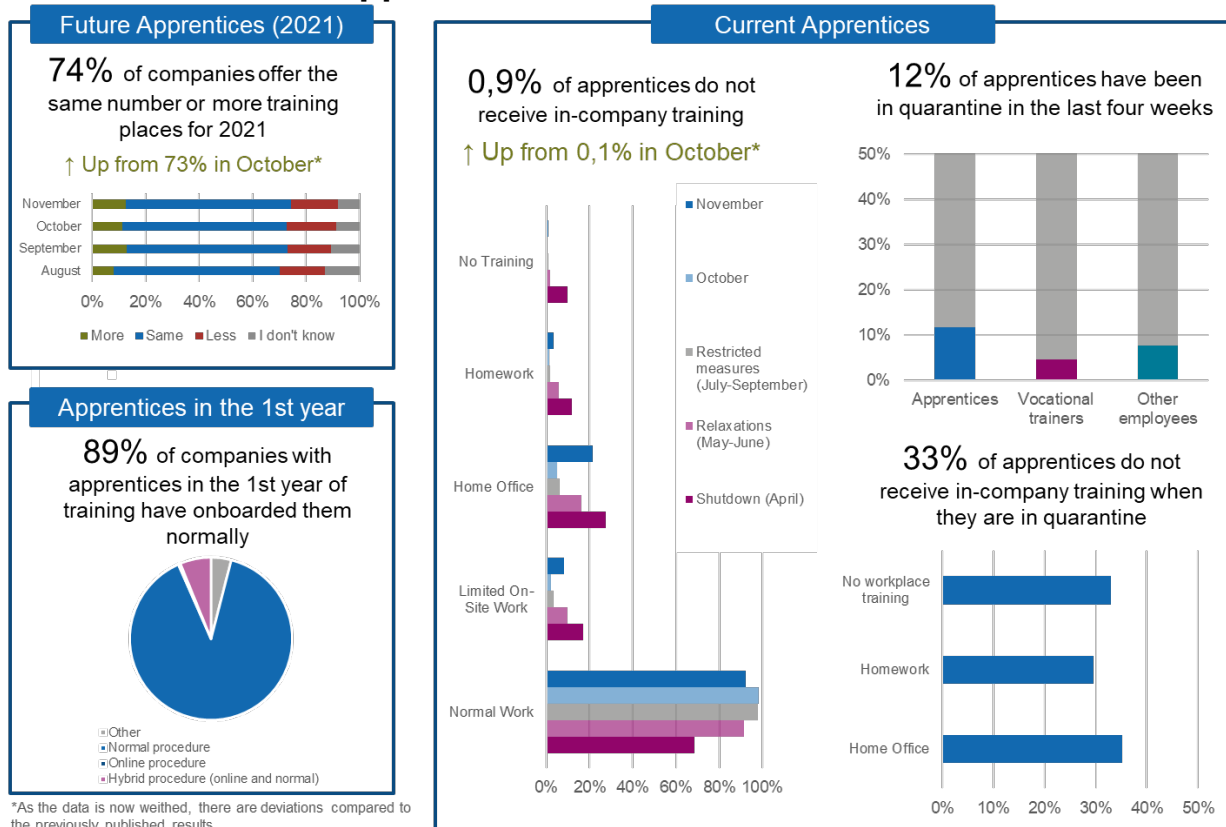 Future Apprentices (2021)
74% of companies offer the
same number or more training
places for 2021
↑ Up from 73% in October*
November
October
September
August
0% 20% 40% 60% 80% 100%
More Same Less I don't know
Apprentices in the 1st year
89% of companies with
apprentices in the 1st year of
training have onboarded them
normally
Other
Normal procedure
Online procedure
Hybrid procedure (online and normal)
*As the data is now weithed, there are deviations compared to
the previously published results
Current Apprentices
0,9% of apprentices do not
receive in-company training
↑ Up from 0,1% in October*
No Training
Homework
Home Office
Limited On-
Site Work
Normal Work
0% 20% 40% 60% 80% 100%
November
October
Restricted
measures
(July-September)
Relaxations
(May-June)
Shutdown (April)
12% of apprentices have been
in quarantine in the last four weeks
50%
40%
30%
20%
10%
0%
Apprentices
Vocational
trainers
Other
employees
33% of apprentices do not
receive in-company training when
they are in quarantine
No workplace
training
Homework
Home Office
0% 10% 20% 30% 40% 50%